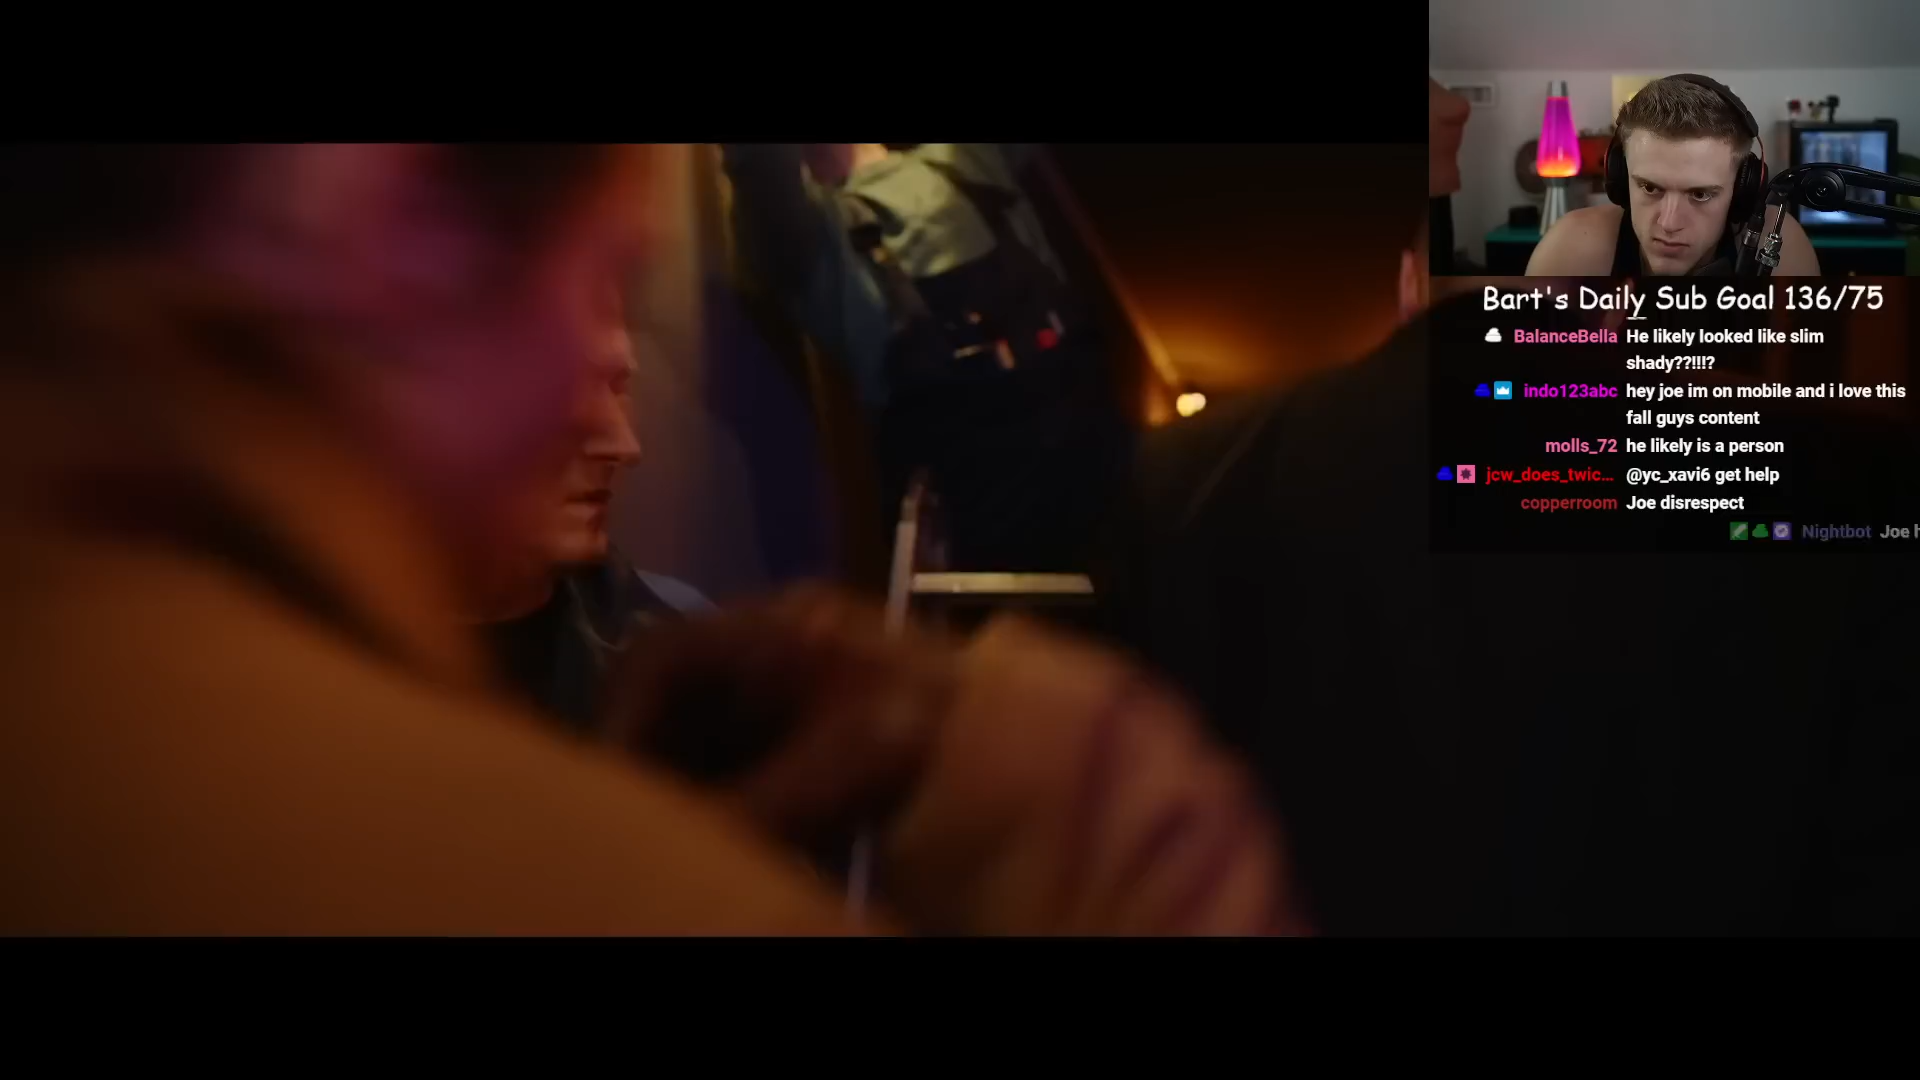 Bart's Daily Sub Goal 136/75
BalanceBella He likely looked like slim
shady??!!!?
indo123abc hey joe im on mobile and i love this
fall guys content
molls_72 he likely is a person
jcw_does_twic... @yc_xavi6 get help
copperroom Joe disrespect
Nightbot Joe